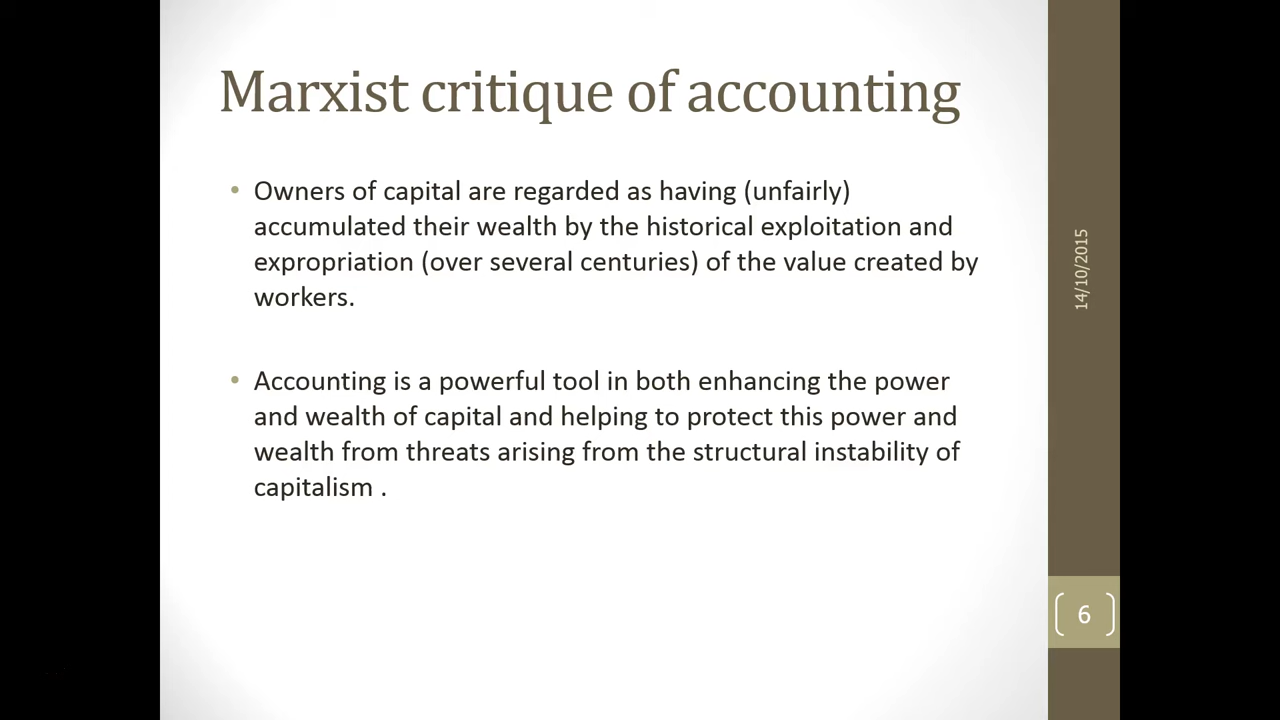 Marxist critique of accounting
• Owners of capital are regarded as having (unfairly)
accumulated their wealth by the historical exploitation and
expropriation (over several centuries) of the value created by
workers.
• Accounting is a powerful tool in both enhancing the power
and wealth of capital and helping to protect this power and
wealth from threats arising from the structural instability of
capitalism .
14/10/2015
6